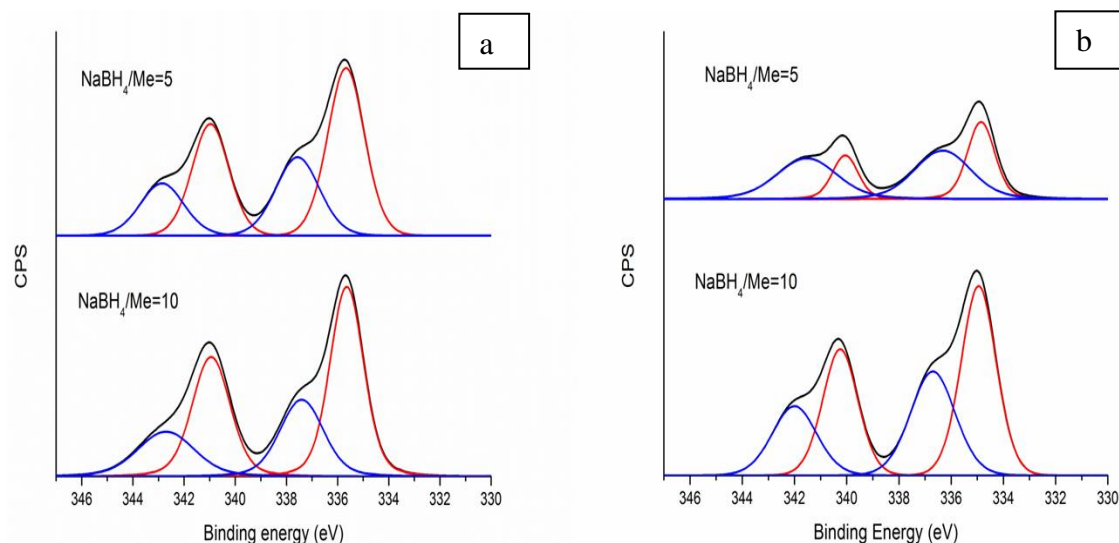 a
NaBH₄/Me=5
NaBH₄/Me=10
CPS
346 344 342 340 338 336 334 332 330
Binding energy (eV)
b
NaBH₄/Me=5
NaBH₄/Me=10
CPS
346 344 342 340 338 336 334 332 330
Binding Energy (eV)